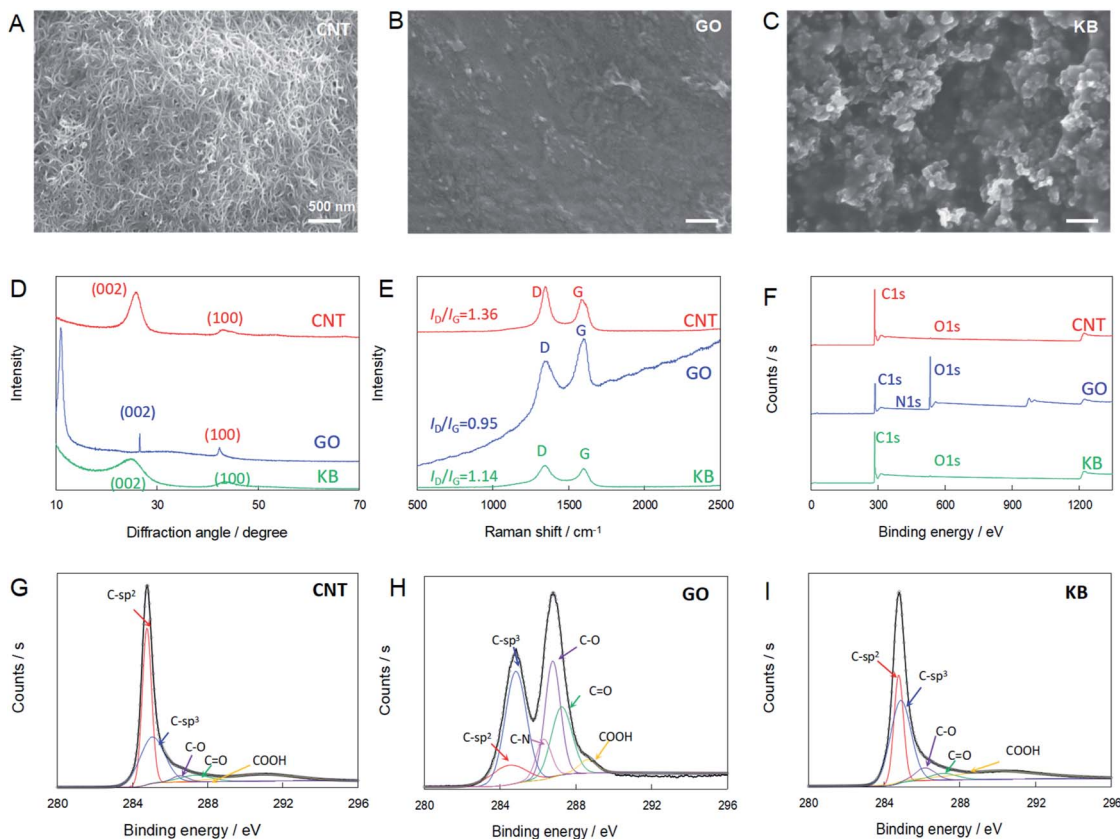 A
CNT
500 nm
B
GO
C
KB
D
(002)
(100)
CNT
(002)
(100)
GO
(002)
(100)
KB
Intensity
10 30 50 70
Diffraction angle / degree
E
D G
I_D/I_G=1.36
CNT
D G
GO
I_D/I_G=0.95
D G
I_D/I_G=1.14
KB
Intensity
500 1000 1500 2000 2500
Raman shift / cm⁻¹
F
C1s
O1s
CNT
C1s
O1s
N1s
GO
C1s
O1s
KB
Counts / s
0 300 600 900 1200
Binding energy / eV
G
CNT
C-sp²
C-sp³
C-O
C=O
COOH
Counts / s
280 284 288 292 296
Binding energy / eV
H
GO
C-sp³
C-O
C=O
C-N
C-sp²
COOH
Counts / s
280 284 288 292 296
Binding energy / eV
I
KB
C-sp²
C-sp³
C-O
C=O
COOH
Counts / s
280 284 288 292 296
Binding energy / eV